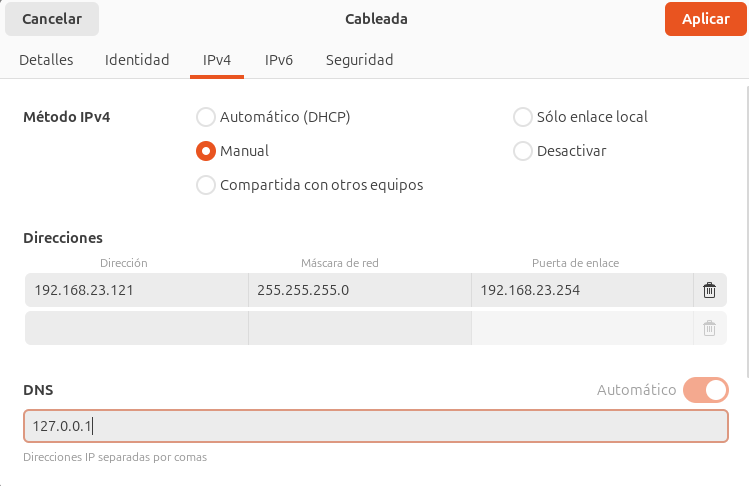 Cancelar Cableada Aplicar
Detalles Identidad IPv4 IPv6 Seguridad
Método IPv4 Automático (DHCP) Sólo enlace local
Manual Desactivar
Compartida con otros equipos
Direcciones
Dirección Máscara de red Puerta de enlace
192.168.23.121 255.255.255.0 192.168.23.254
DNS Automático
127.0.0.1
Direcciones IP separadas por comas